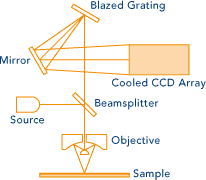 Blazed Grating
Mirror
Cooled CCD Array
Beamsplitter
Source
Objective
Sample